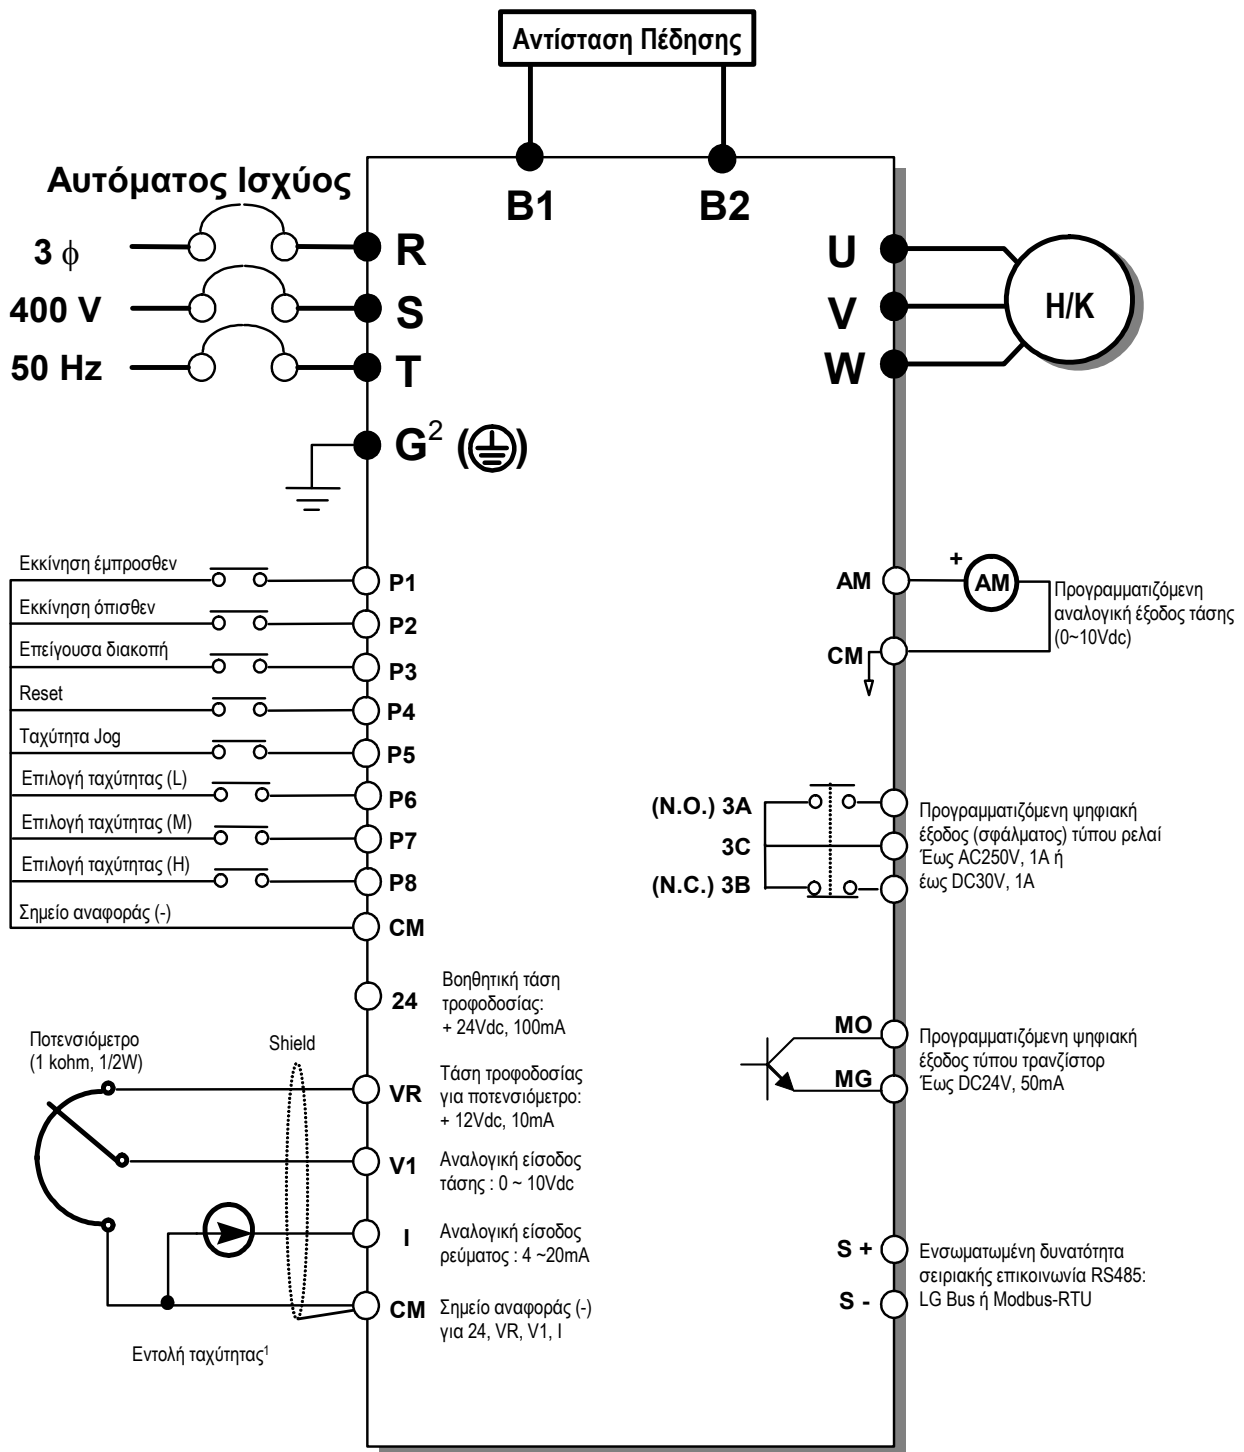 Αντίσταση Πέδησης
B1
B2
Αυτόματος Ισχύος
3 ϕ
R
400 V
S
50 Hz
T
G² (⏚)
U
V
W
Η/Κ
Εκκίνηση έμπροσθεν
P1
Εκκίνηση όπισθεν
P2
Επείγουσα διακοπή
P3
Reset
P4
Ταχύτητα Jog
P5
Επιλογή ταχύτητας (L)
P6
Επιλογή ταχύτητας (M)
P7
Επιλογή ταχύτητας (H)
P8
Σημείο αναφοράς (-)
CM
24
Βοηθητική τάση
τροφοδοσίας:
+ 24Vdc, 100mA
Ποτενσιόμετρο
(1 kohm, 1/2W)
Shield
VR
Τάση τροφοδοσίας
για ποτενσιόμετρο:
+ 12Vdc, 10mA
V1
Αναλογική είσοδος
τάσης : 0 ~ 10Vdc
I
Αναλογική είσοδος
ρεύματος : 4 ~20mA
CM
Σημείο αναφοράς (-)
για 24, VR, V1, I
Εντολή ταχύτητας¹
AM
+
AM
CM
Προγραμματιζόμενη
αναλογική έξοδος τάσης
(0~10Vdc)
(N.O.) 3A
3C
(N.C.) 3B
Προγραμματιζόμενη ψηφιακή
έξοδος (σφάλματος) τύπου ρελαί
Έως AC250V, 1A ή
έως DC30V, 1A
MO
MG
Προγραμματιζόμενη ψηφιακή
έξοδος τύπου τρανζίστορ
Έως DC24V, 50mA
S +
S -
Ενσωματωμένη δυνατότητα
σειριακής επικοινωνία RS485:
LG Bus ή Modbus-RTU